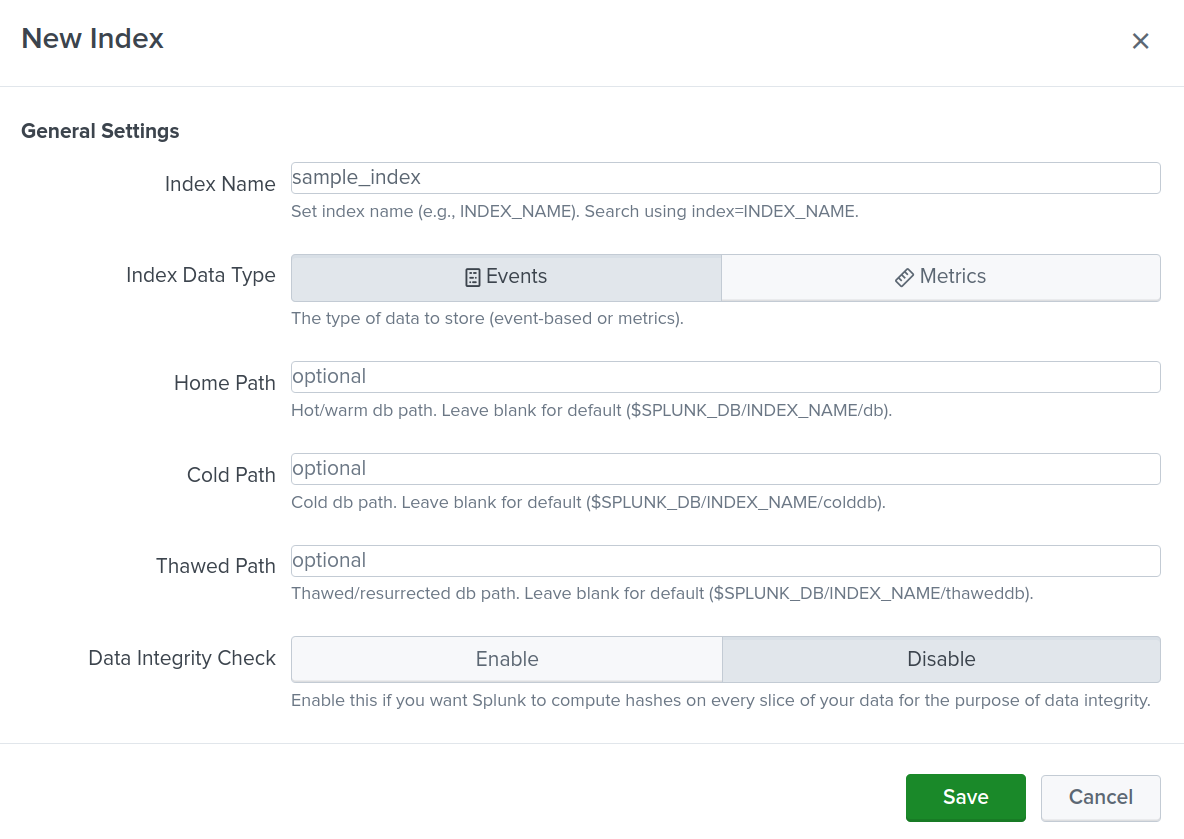 New Index
General Settings
Index Name
sample_index
Set index name (e.g., INDEX_NAME). Search using index=INDEX_NAME.
Index Data Type
Events
Metrics
The type of data to store (event-based or metrics).
Home Path
optional
Hot/warm db path. Leave blank for default ($SPLUNK_DB/INDEX_NAME/db).
Cold Path
optional
Cold db path. Leave blank for default ($SPLUNK_DB/INDEX_NAME/colddb).
Thawed Path
optional
Thawed/resurrected db path. Leave blank for default ($SPLUNK_DB/INDEX_NAME/thaweddb).
Data Integrity Check
Enable
Disable
Enable this if you want Splunk to compute hashes on every slice of your data for the purpose of data integrity.
Save
Cancel